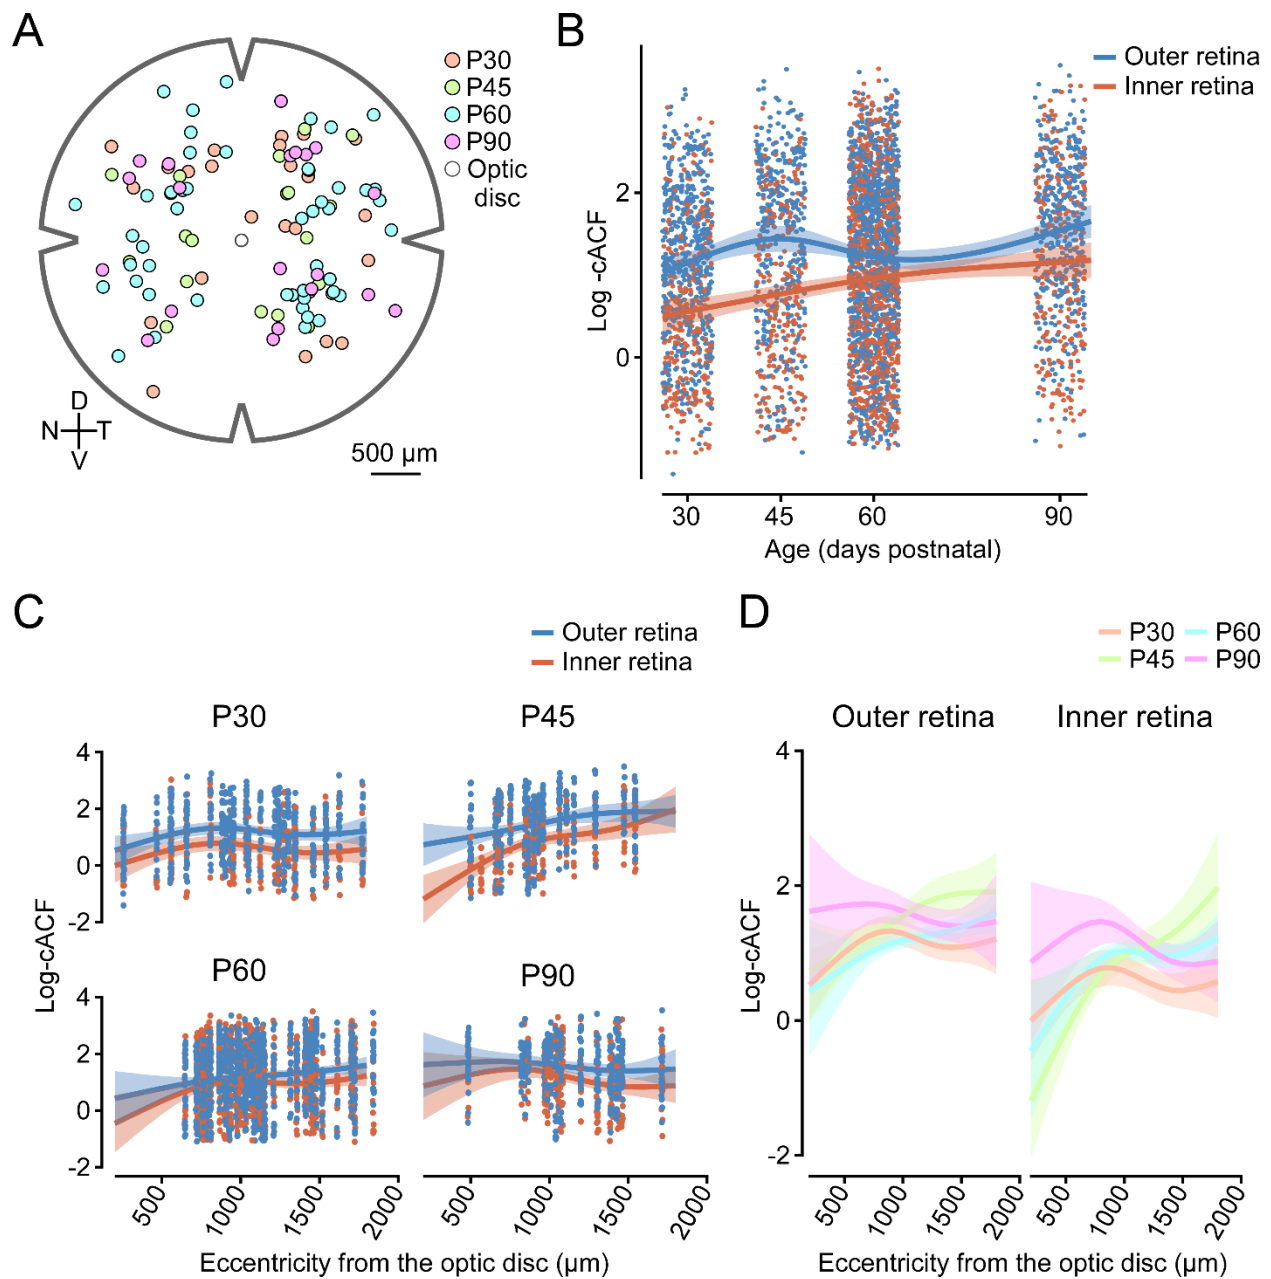 A
P30
P45
P60
P90
Optic
disc
D
N
T
V
500 µm
B
Outer retina
Inner retina
Log -cACF
2
0
30
45
60
90
Age (days postnatal)
C
Outer retina
Inner retina
P30
P45
4
2
0
-2
P60
P90
4
2
0
-2
Log-cACF
500
1000
1500
2000
500
1000
1500
2000
Eccentricity from the optic disc (µm)
D
P30
P60
P45
P90
Outer retina
Inner retina
4
2
0
-2
Log-cACF
500
1000
1500
2000
500
1000
1500
2000
Eccentricity from the optic disc (µm)